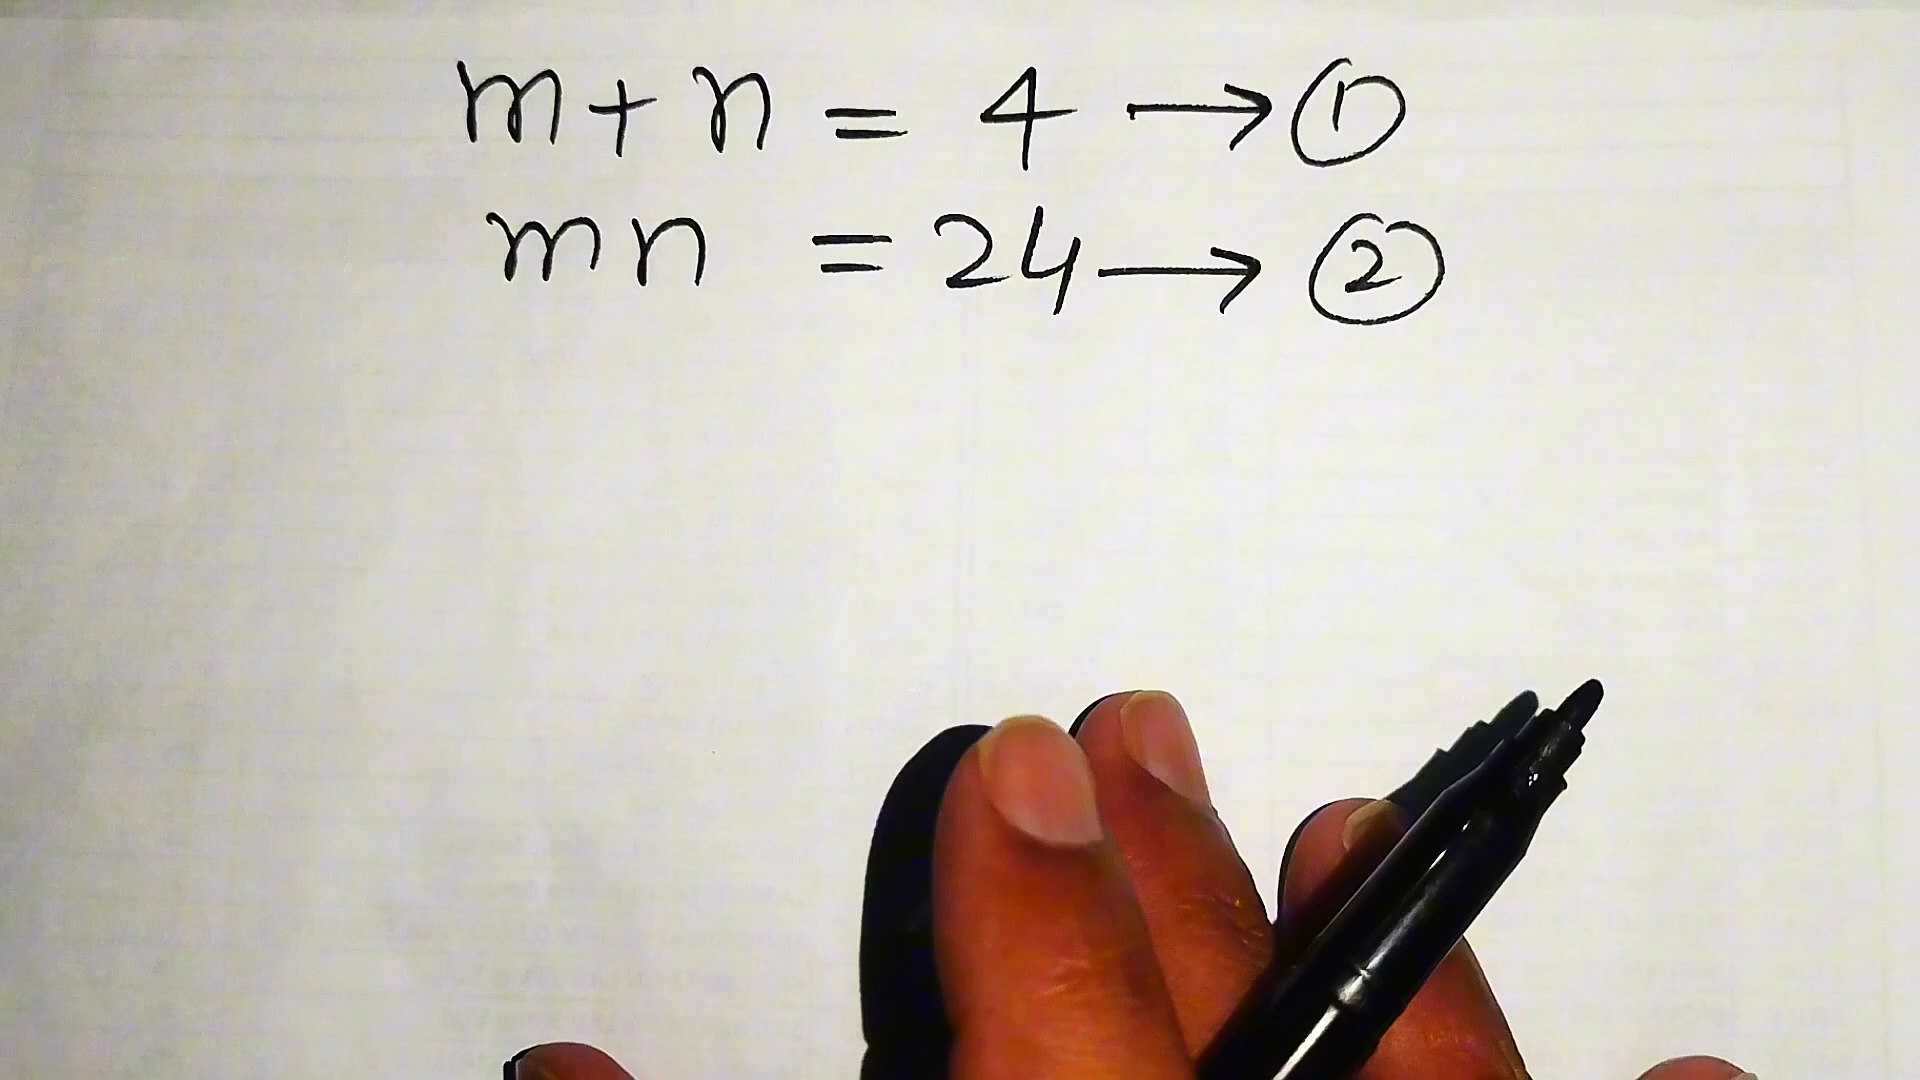 m + n = 4 → ①
mn = 24 → ②